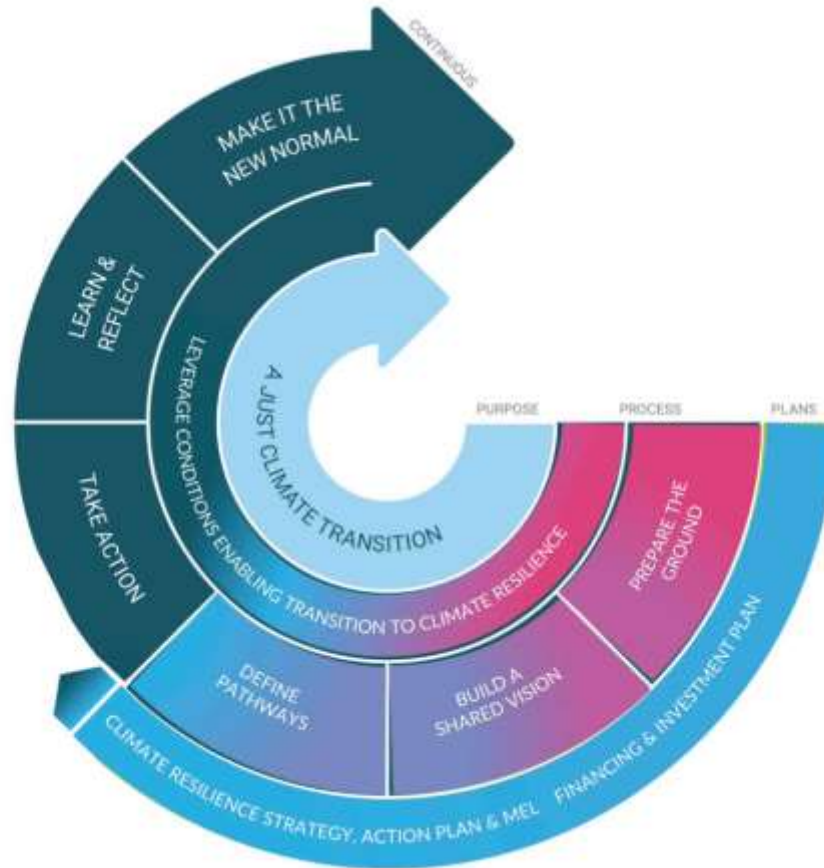 CONTINUOUS
MAKE IT THE
NEW NORMAL
LEARN &
REFLECT
TAKE ACTION
LEVERAGE CONDITIONS ENABLING TRANSITION TO CLIMATE RESILIENCE
A JUST CLIMATE TRANSITION
PURPOSE
PROCESS
PLANS
PREPARE THE
GROUND
BUILD A
SHARED VISION
DEFINE
PATHWAYS
CLIMATE RESILIENCE STRATEGY, ACTION PLAN & MEL
FINANCING & INVESTMENT PLAN